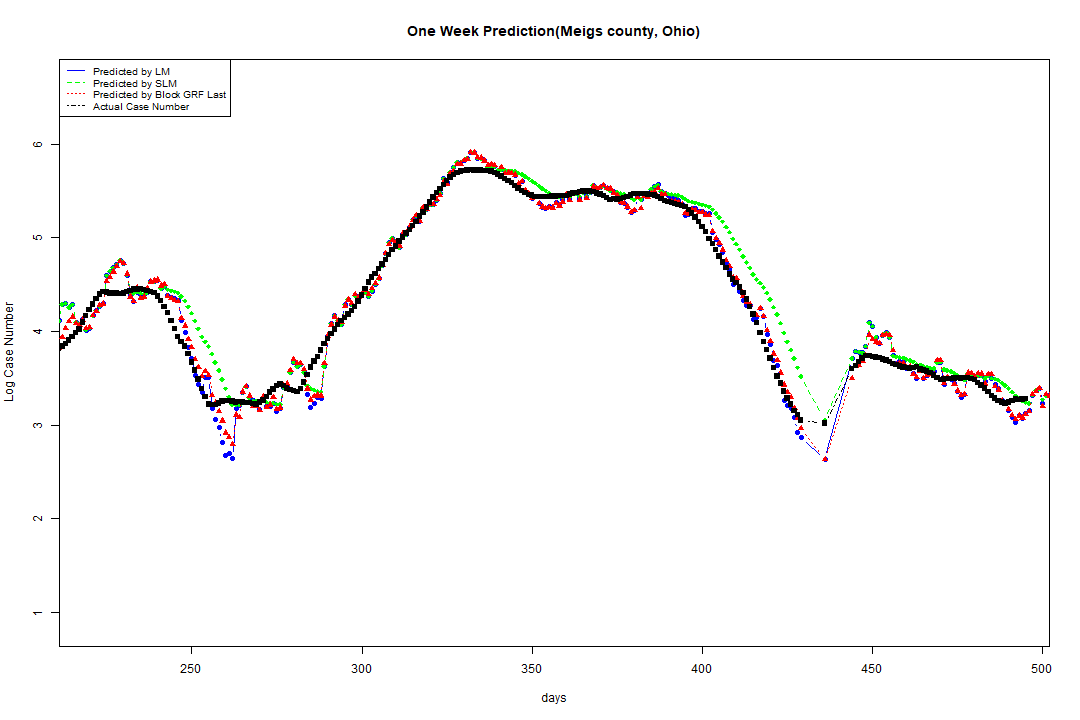 One Week Prediction(Meigs county, Ohio)
Predicted by LM
Predicted by SLM
Predicted by Block GRF Last
Actual Case Number
6
5
4
3
2
1
Log Case Number
250 300 350 400 450 500
days